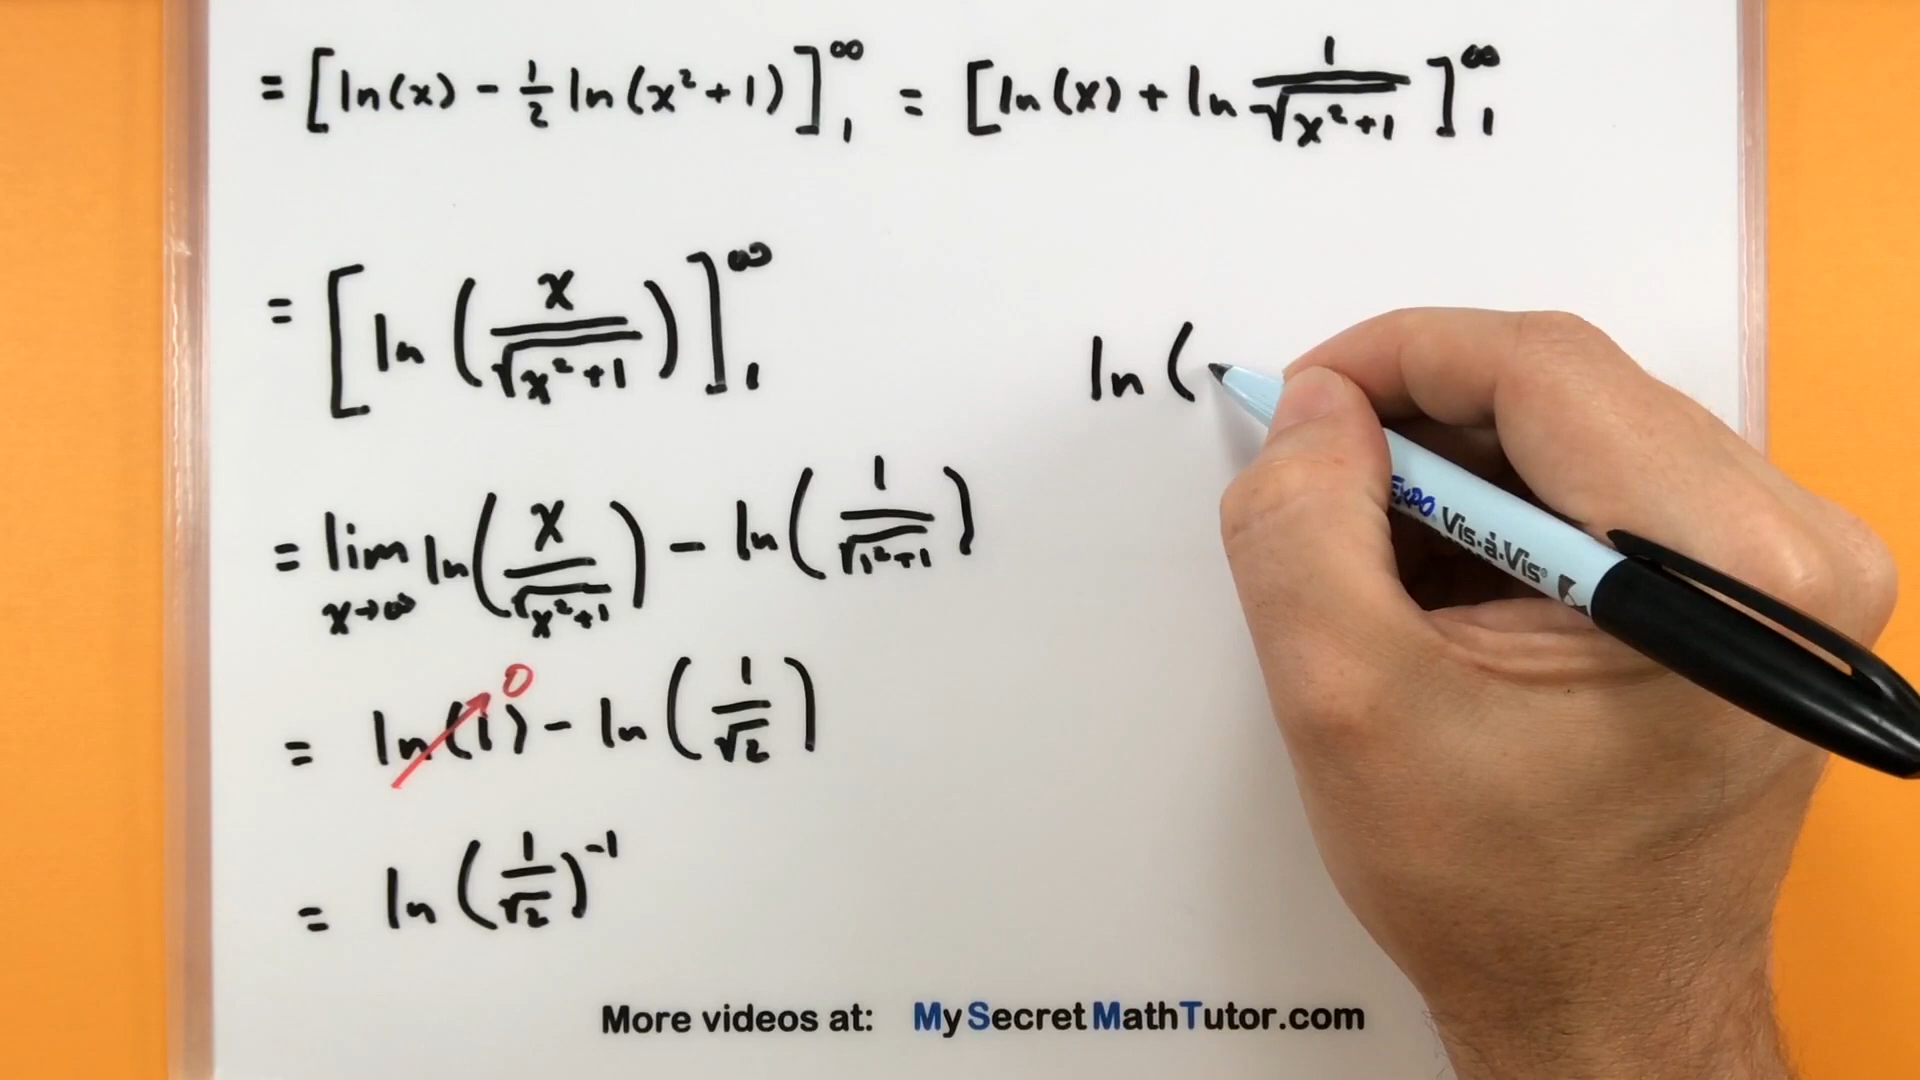 = [ln(x) - ½ ln(x²+1)]₁^∞ = [ln(x) + ln 1/√(x²+1)]₁^∞
= [ln(x/√(x²+1))]₁^∞
ln(
= lim x→∞ ln(x/√(x²+1)) - ln(1/√(1²+1))
= ln(1) 0 - ln(1/√2)
= ln(1/√2)⁻¹
EXPO Vis-à-Vis®
More videos at: MySecretMathTutor.com